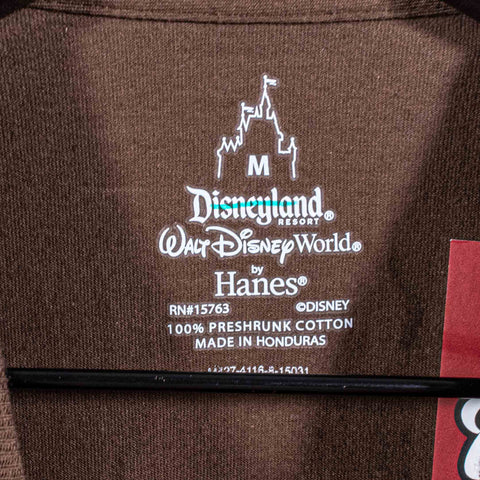 M
Disneyland®
RESORT
Walt Disney World®
by
Hanes®
RN#15763 ©DISNEY
100% PRESHRUNK COTTON
MADE IN HONDURAS